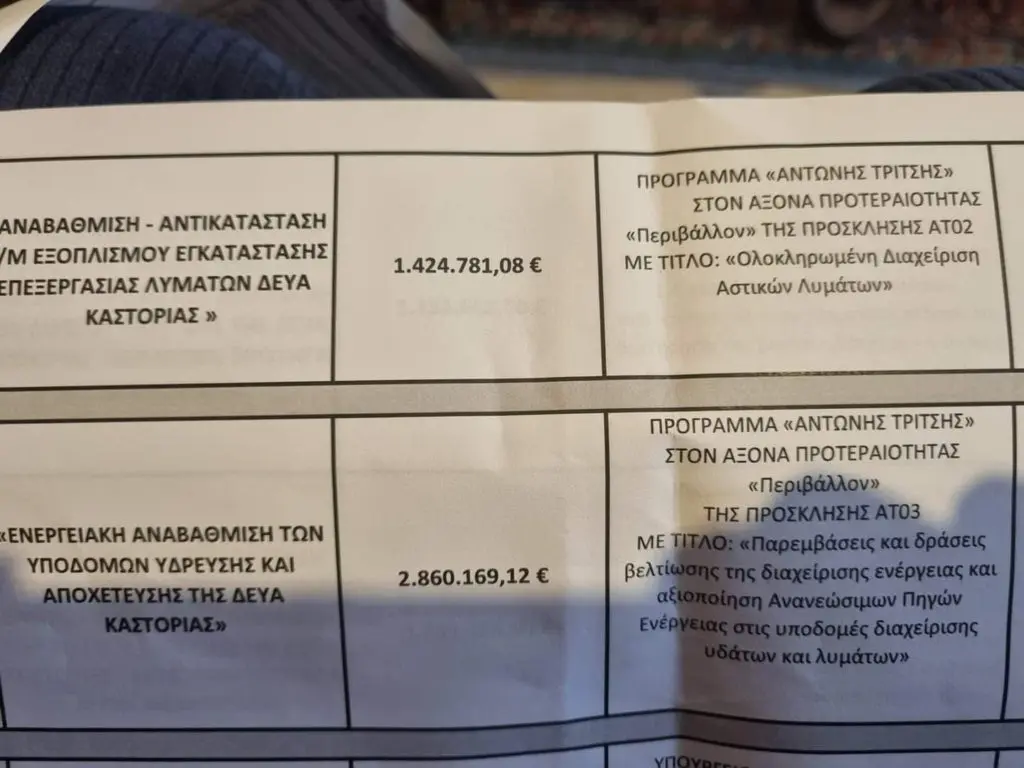 ΑΝΑΒΑΘΜΙΣΗ - ΑΝΤΙΚΑΤΑΣΤΑΣΗ
/Μ ΕΞΟΠΛΙΣΜΟΥ ΕΓΚΑΤΑΣΤΑΣΗΣ
ΕΠΕΞΕΡΓΑΣΙΑΣ ΛΥΜΑΤΩΝ ΔΕΥΑ
ΚΑΣΤΟΡΙΑΣ »
1.424.781,08 €
ΠΡΟΓΡΑΜΜΑ «ΑΝΤΩΝΗΣ ΤΡΙΤΣΗΣ»
ΣΤΟΝ ΑΞΟΝΑ ΠΡΟΤΕΡΑΙΟΤΗΤΑΣ
«Περιβάλλον» ΤΗΣ ΠΡΟΣΚΛΗΣΗΣ ΑΤ02
ΜΕ ΤΙΤΛΟ: «Ολοκληρωμένη Διαχείριση
Αστικών Λυμάτων»
«ΕΝΕΡΓΕΙΑΚΗ ΑΝΑΒΑΘΜΙΣΗ ΤΩΝ
ΥΠΟΔΟΜΩΝ ΥΔΡΕΥΣΗΣ ΚΑΙ
ΑΠΟΧΕΤΕΥΣΗΣ ΤΗΣ ΔΕΥΑ
ΚΑΣΤΟΡΙΑΣ»
2.860.169,12 €
ΠΡΟΓΡΑΜΜΑ «ΑΝΤΩΝΗΣ ΤΡΙΤΣΗΣ»
ΣΤΟΝ ΑΞΟΝΑ ΠΡΟΤΕΡΑΙΟΤΗΤΑΣ
«Περιβάλλον»
ΤΗΣ ΠΡΟΣΚΛΗΣΗΣ ΑΤ03
ΜΕ ΤΙΤΛΟ: «Παρεμβάσεις και δράσεις
βελτίωσης της διαχείρισης ενέργειας και
αξιοποίηση Ανανεώσιμων Πηγών
Ενέργειας στις υποδομές διαχείρισης
υδάτων και λυμάτων»